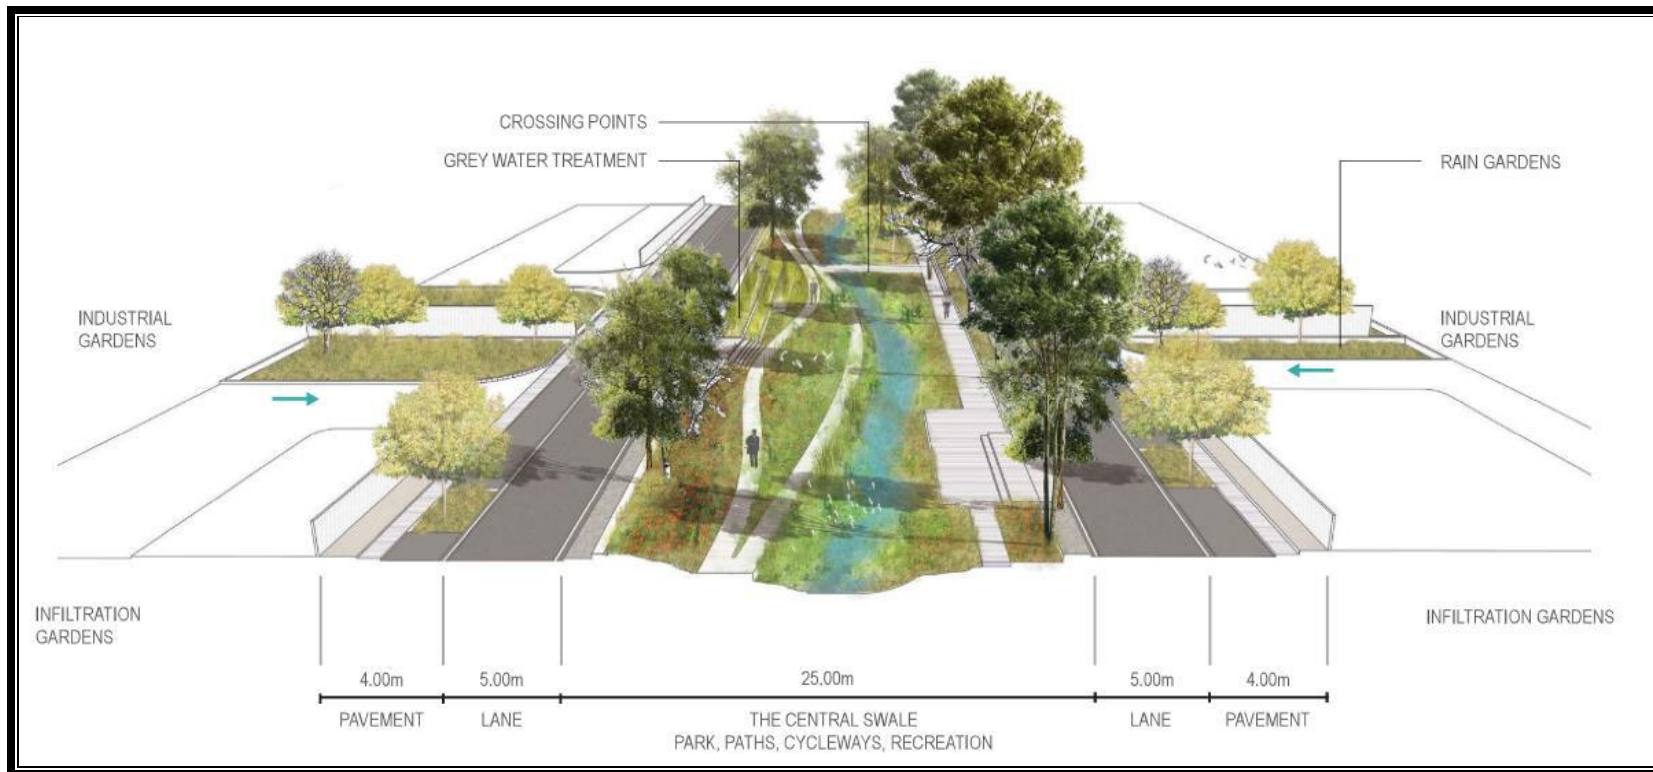 CROSSING POINTS
GREY WATER TREATMENT
RAIN GARDENS
INDUSTRIAL
GARDENS
INDUSTRIAL
GARDENS
INFILTRATION
GARDENS
INFILTRATION GARDENS
4.00m
5.00m
25.00m
5.00m
4.00m
PAVEMENT
LANE
THE CENTRAL SWALE
PARK, PATHS, CYCLEWAYS, RECREATION
LANE
PAVEMENT